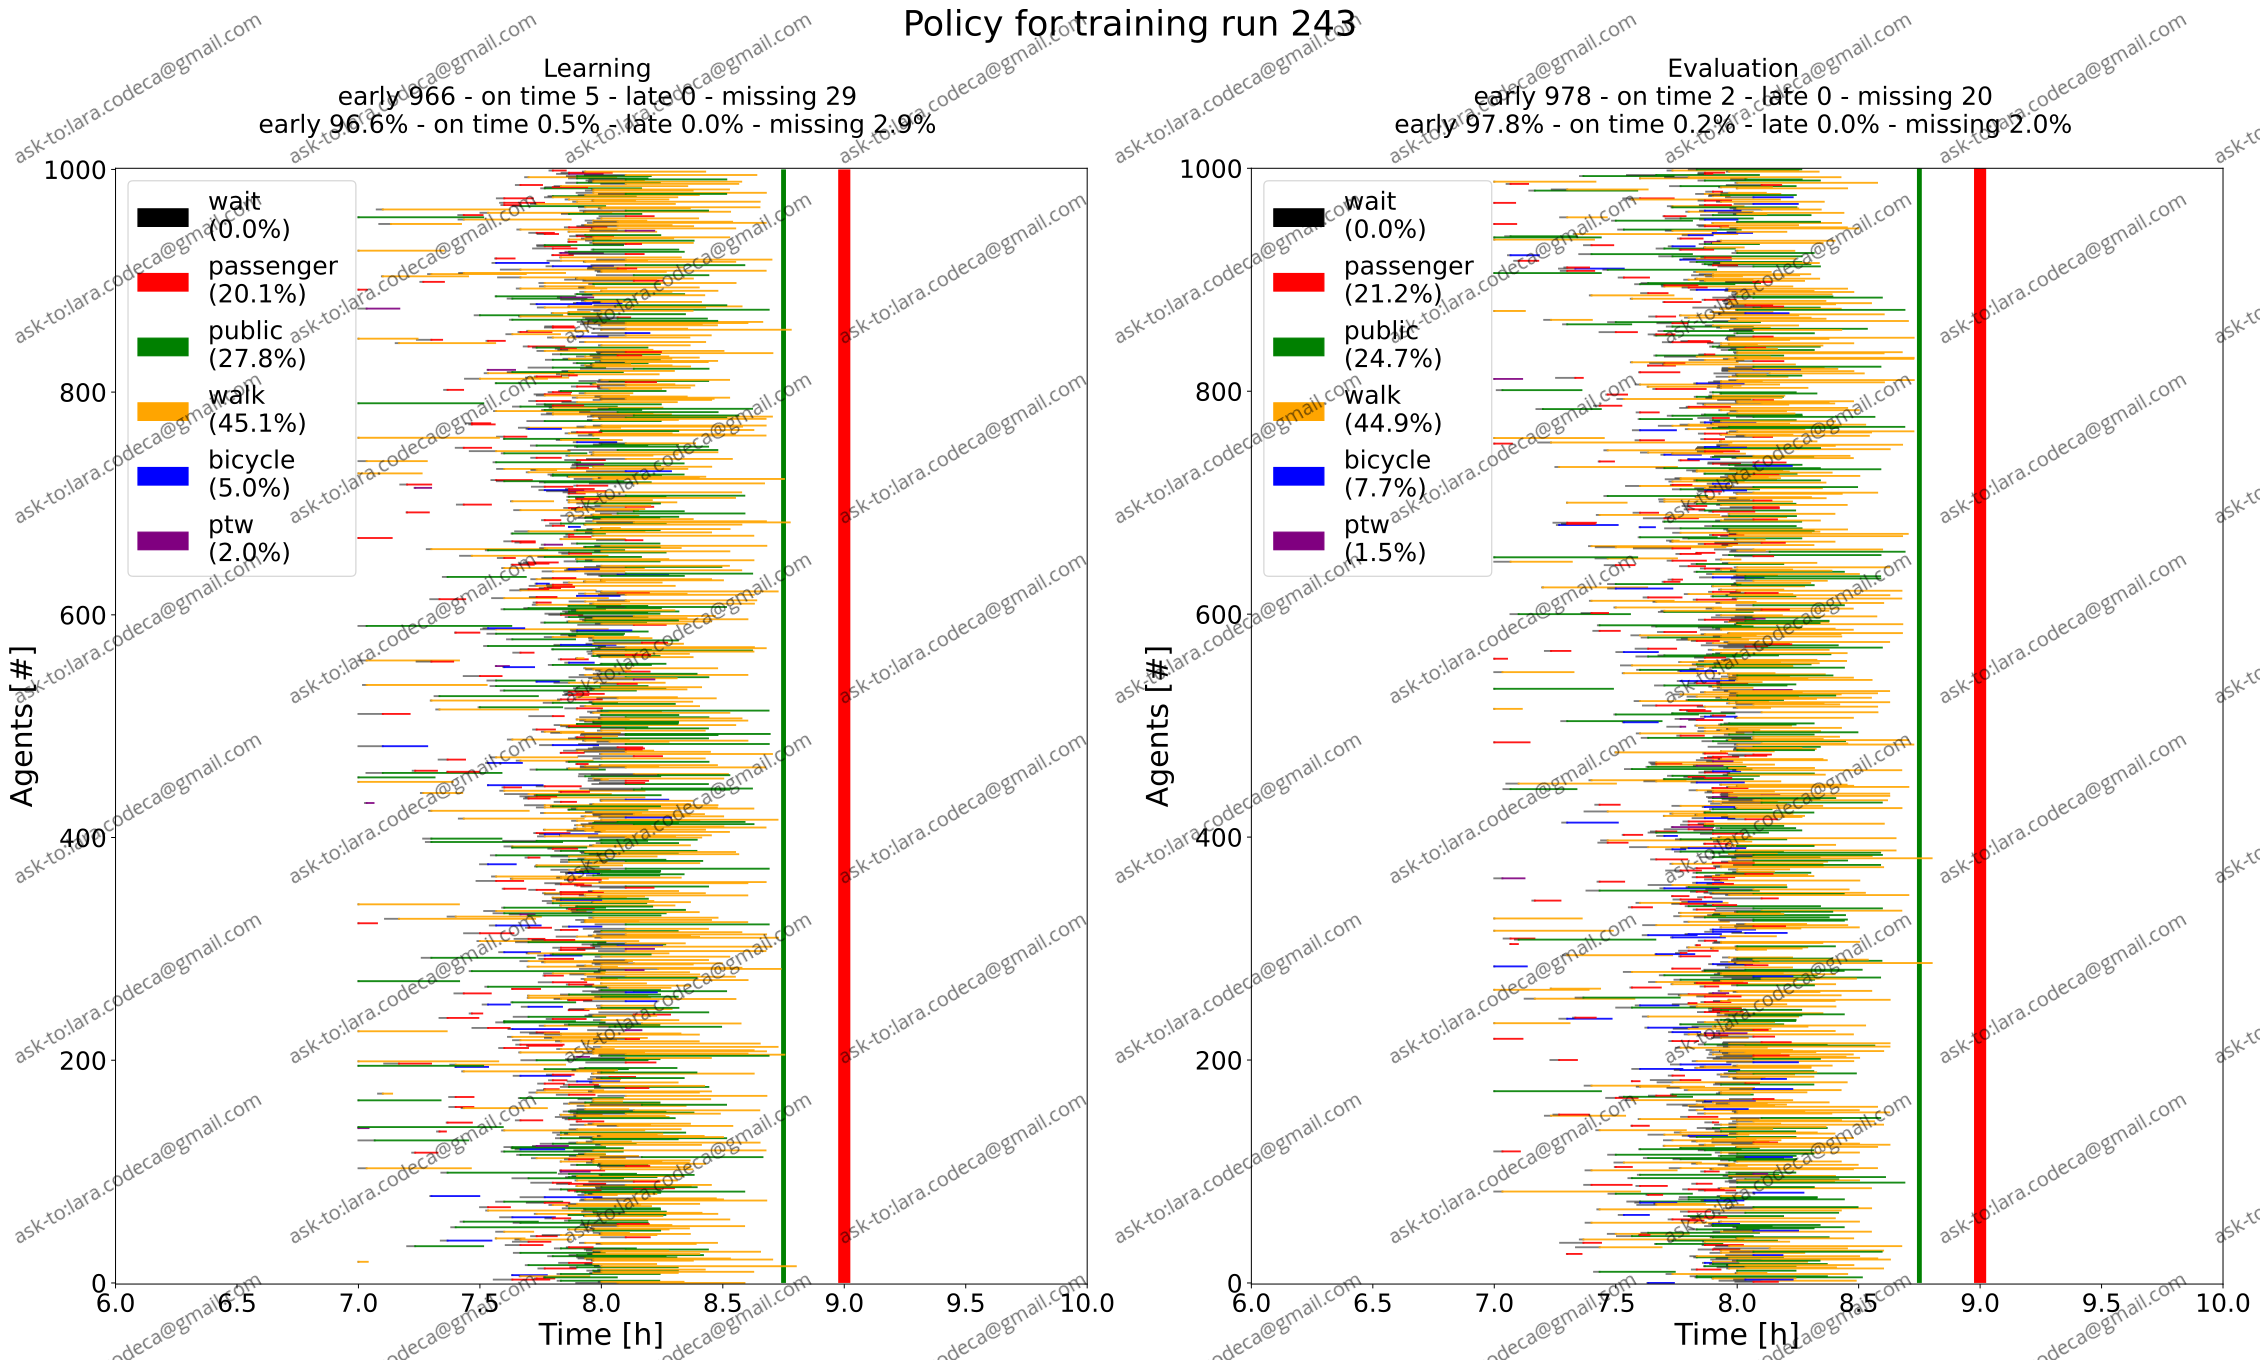 Policy for training run 243
Learning
early 966 - on time 5 - late 0 - missing 29
early 96.6% - on time 0.5% - late 0.0% - missing 2.9%
1000
800
600
400
200
0
Agents [#]
wait
(0.0%)
passenger
(20.1%)
public
(27.8%)
walk
(45.1%)
bicycle
(5.0%)
ptw
(2.0%)
6.0 6.5 7.0 7.5 8.0 8.5 9.0 9.5 10.0
Time [h]
Evaluation
early 978 - on time 2 - late 0 - missing 20
early 97.8% - on time 0.2% - late 0.0% - missing 2.0%
1000
800
600
400
200
0
Agents [#]
wait
(0.0%)
passenger
(21.2%)
public
(24.7%)
walk
(44.9%)
bicycle
(7.7%)
ptw
(1.5%)
6.0 6.5 7.0 7.5 8.0 8.5 9.0 9.5 10.0
Time [h]
ask-to:lara.codeca@gmail.com